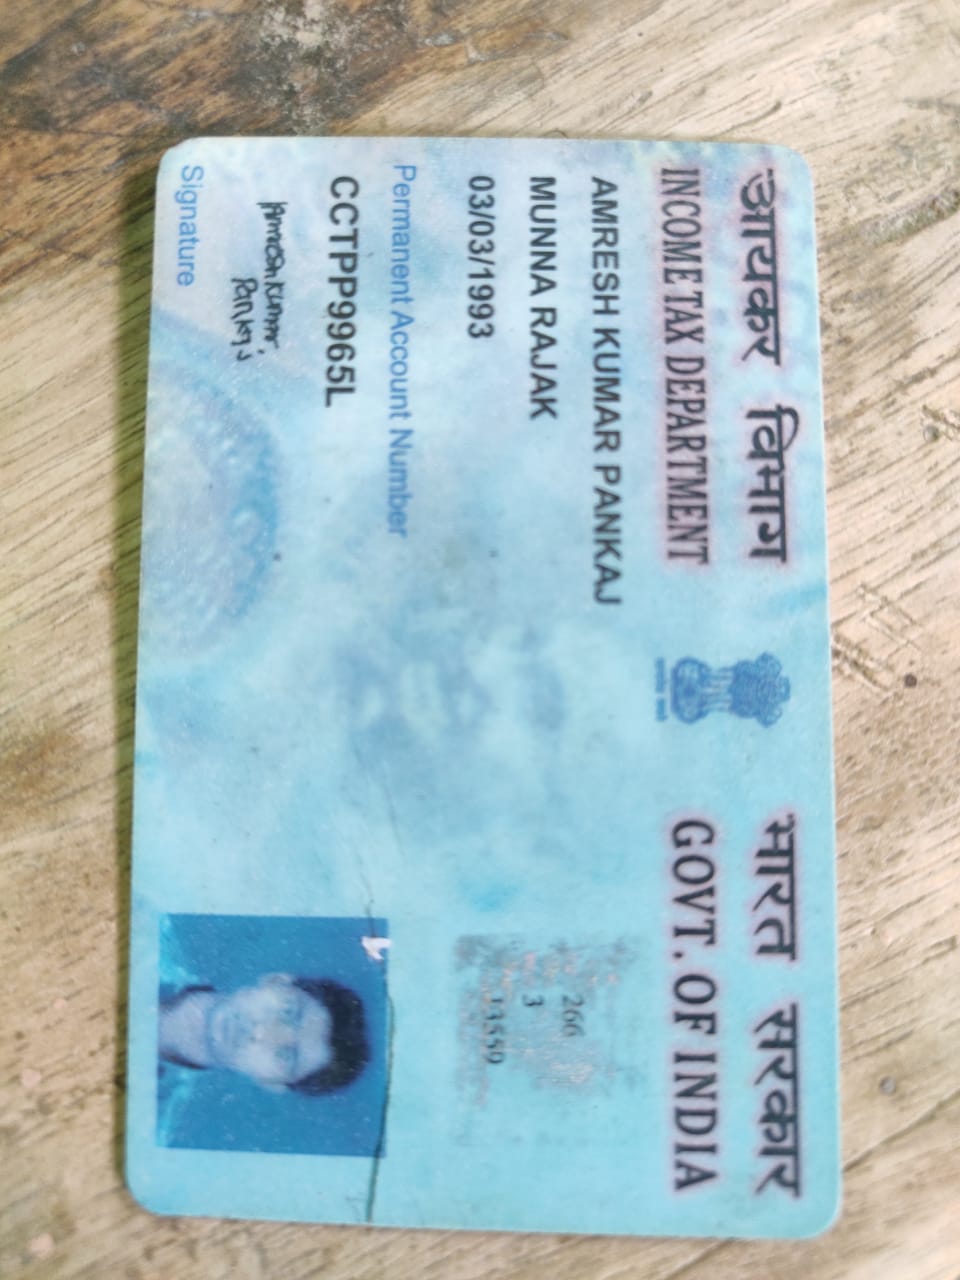 आयकर विभाग
INCOME TAX DEPARTMENT
भारत सरकार
GOVT. OF INDIA
AMRESH KUMAR PANKAJ
MUNNA RAJAK
03/03/1993
Permanent Account Number
CCTPP9965L
Amresh Kumar
Pankaj
Signature
266
3
13559